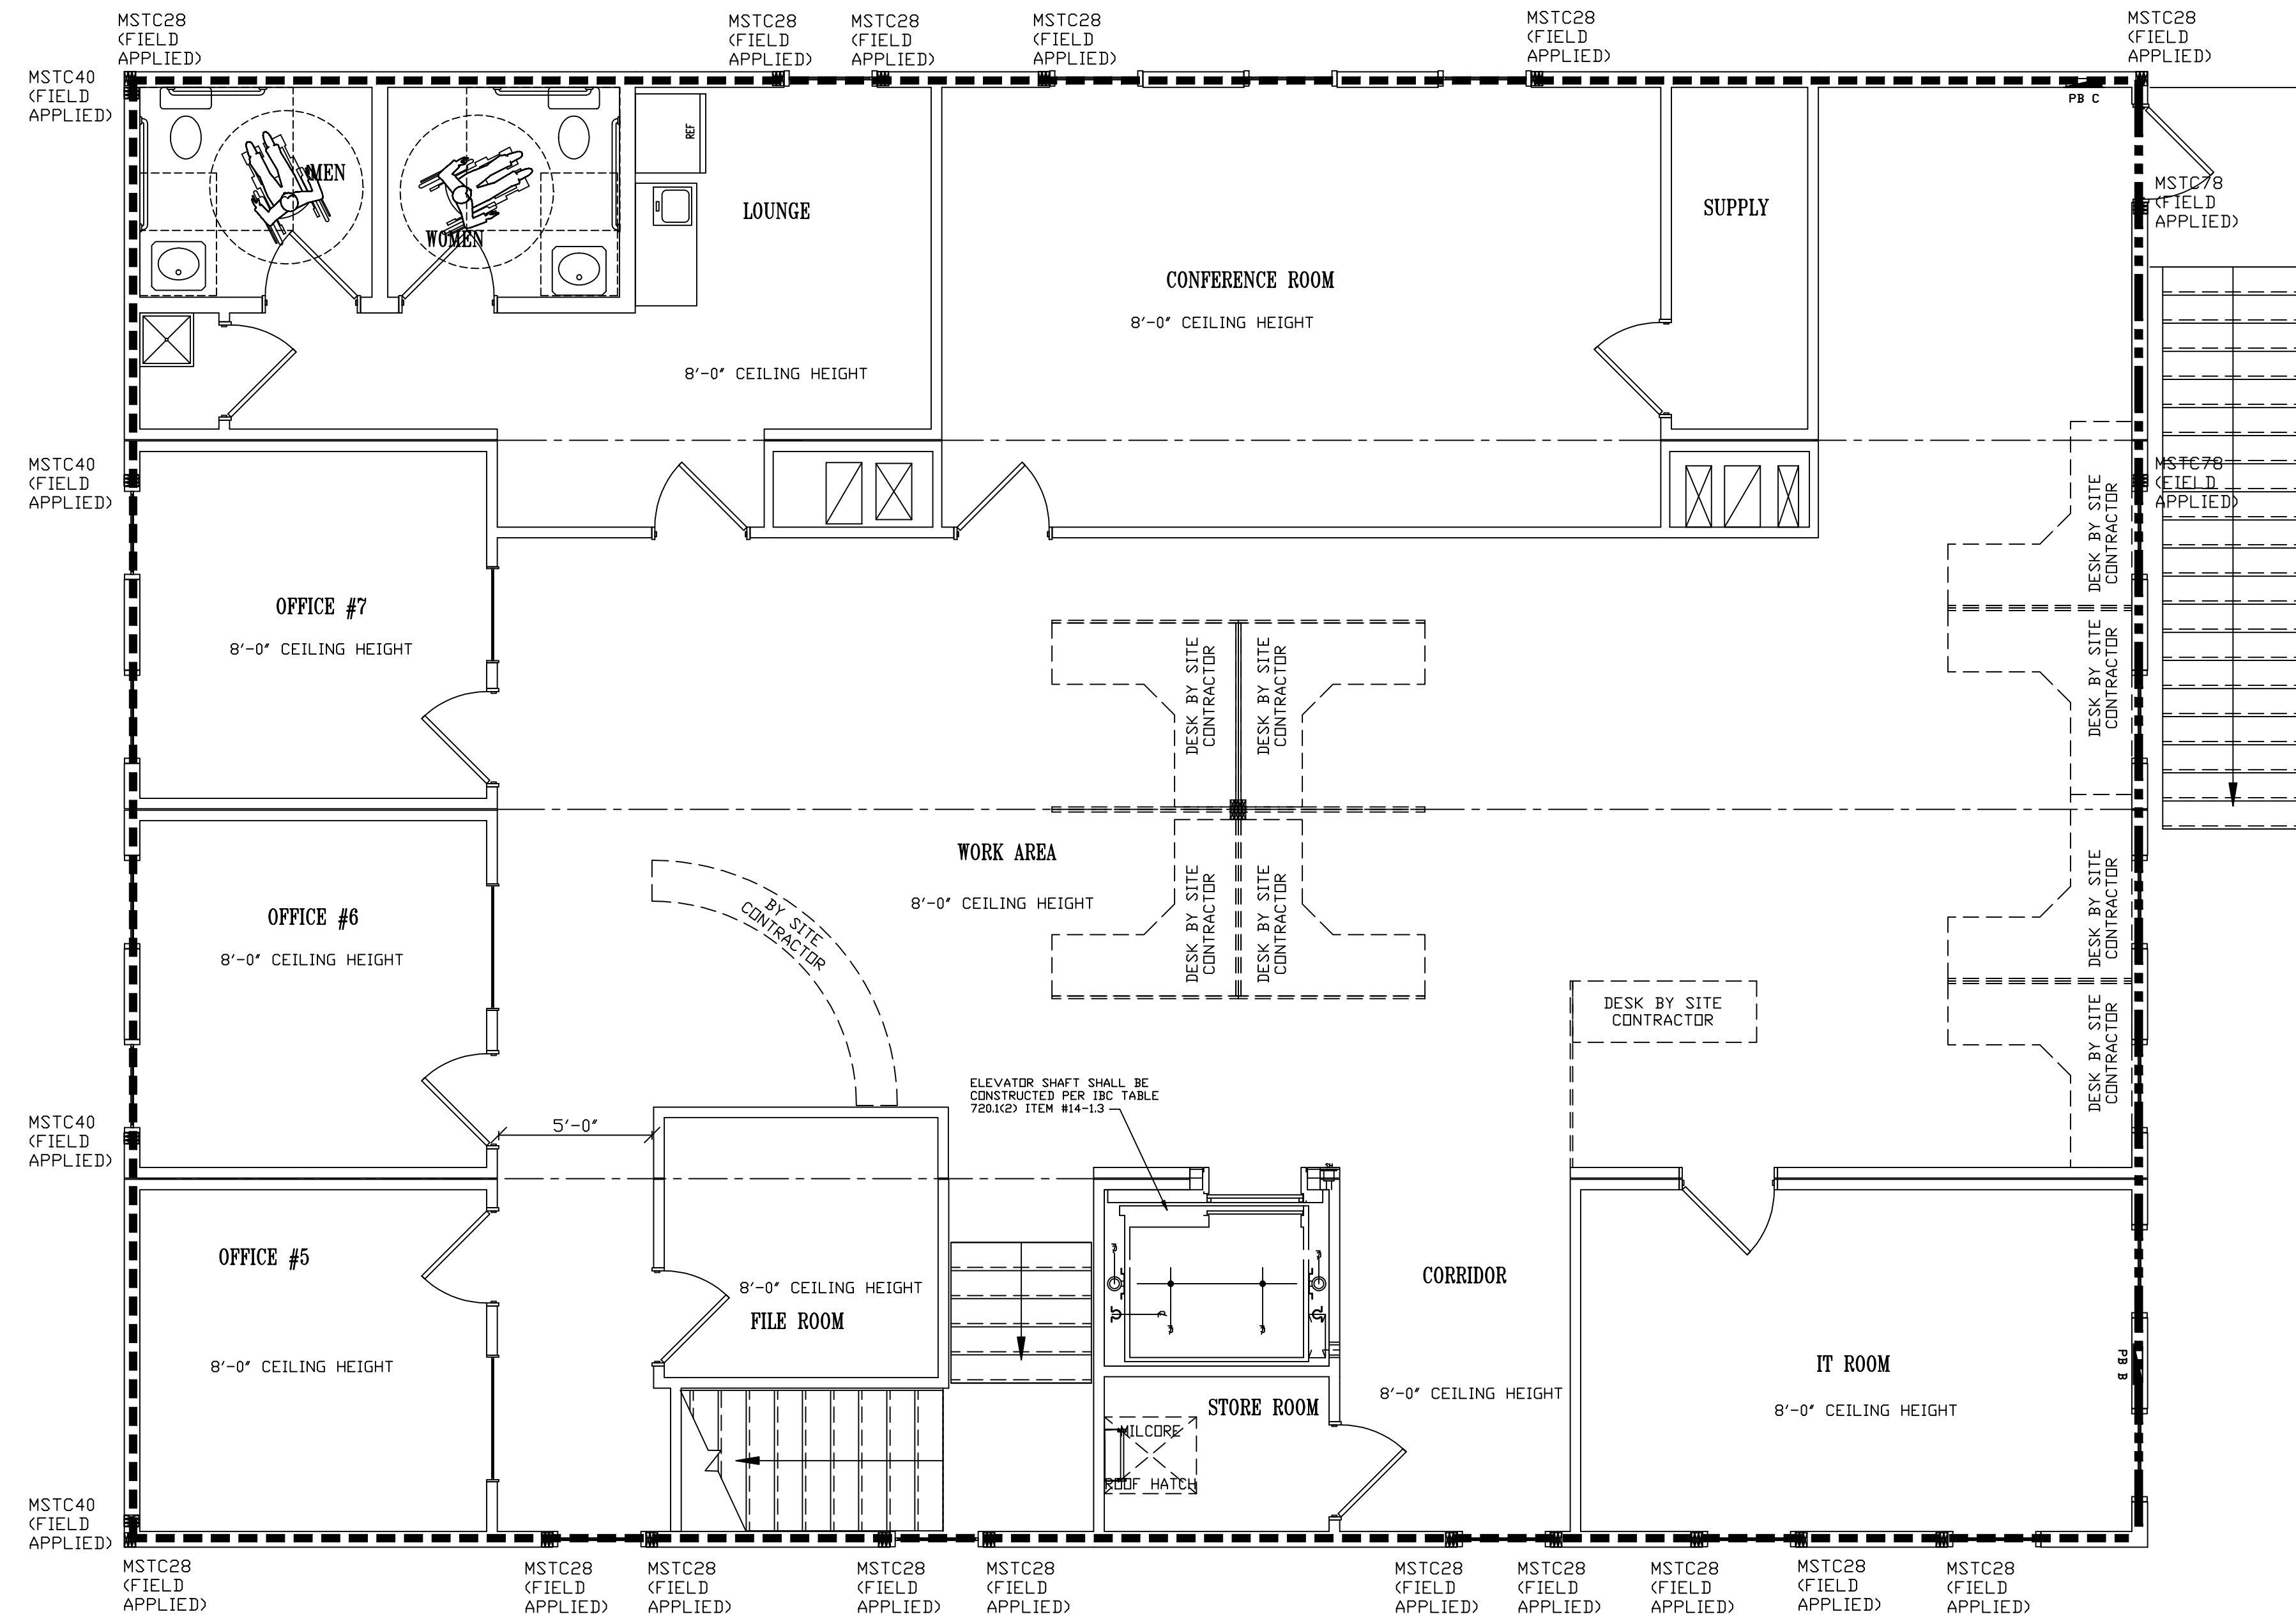 MSTC28
(FIELD
APPLIED)
MSTC28
(FIELD
APPLIED)
MSTC28
(FIELD
APPLIED)
MSTC28
(FIELD
APPLIED)
MSTC28
(FIELD
APPLIED)
MSTC28
(FIELD
APPLIED)
MSTC40
(FIELD
APPLIED)
PB C
REF
MEN
WOMEN
LOUNGE
SUPPLY
MSTC78
(FIELD
APPLIED)
CONFERENCE ROOM
8'-0" CEILING HEIGHT
8'-0" CEILING HEIGHT
MSTC40
(FIELD
APPLIED)
MSTC78
(FIELD
APPLIED)
DESK BY SITE
CONTRACTOR
OFFICE #7
8'-0" CEILING HEIGHT
DESK BY SITE
CONTRACTOR
DESK BY SITE
CONTRACTOR
DESK BY SITE
CONTRACTOR
WORK AREA
8'-0" CEILING HEIGHT
OFFICE #6
8'-0" CEILING HEIGHT
BY SITE
CONTRACTOR
DESK BY SITE
CONTRACTOR
DESK BY SITE
CONTRACTOR
DESK BY SITE
CONTRACTOR
DESK BY SITE
CONTRACTOR
DESK BY SITE
CONTRACTOR
ELEVATOR SHAFT SHALL BE
CONSTRUCTED PER IBC TABLE
720.1(2) ITEM #14-1.3
MSTC40
(FIELD
APPLIED)
5'-0"
OFFICE #5
8'-0" CEILING HEIGHT
8'-0" CEILING HEIGHT
FILE ROOM
CORRIDOR
8'-0" CEILING HEIGHT
IT ROOM
8'-0" CEILING HEIGHT
PB B
STORE ROOM
MILCORE
ROOF HATCH
MSTC40
(FIELD
APPLIED)
MSTC28
(FIELD
APPLIED)
MSTC28
(FIELD
APPLIED)
MSTC28
(FIELD
APPLIED)
MSTC28
(FIELD
APPLIED)
MSTC28
(FIELD
APPLIED)
MSTC28
(FIELD
APPLIED)
MSTC28
(FIELD
APPLIED)
MSTC28
(FIELD
APPLIED)
MSTC28
(FIELD
APPLIED)
MSTC28
(FIELD
APPLIED)